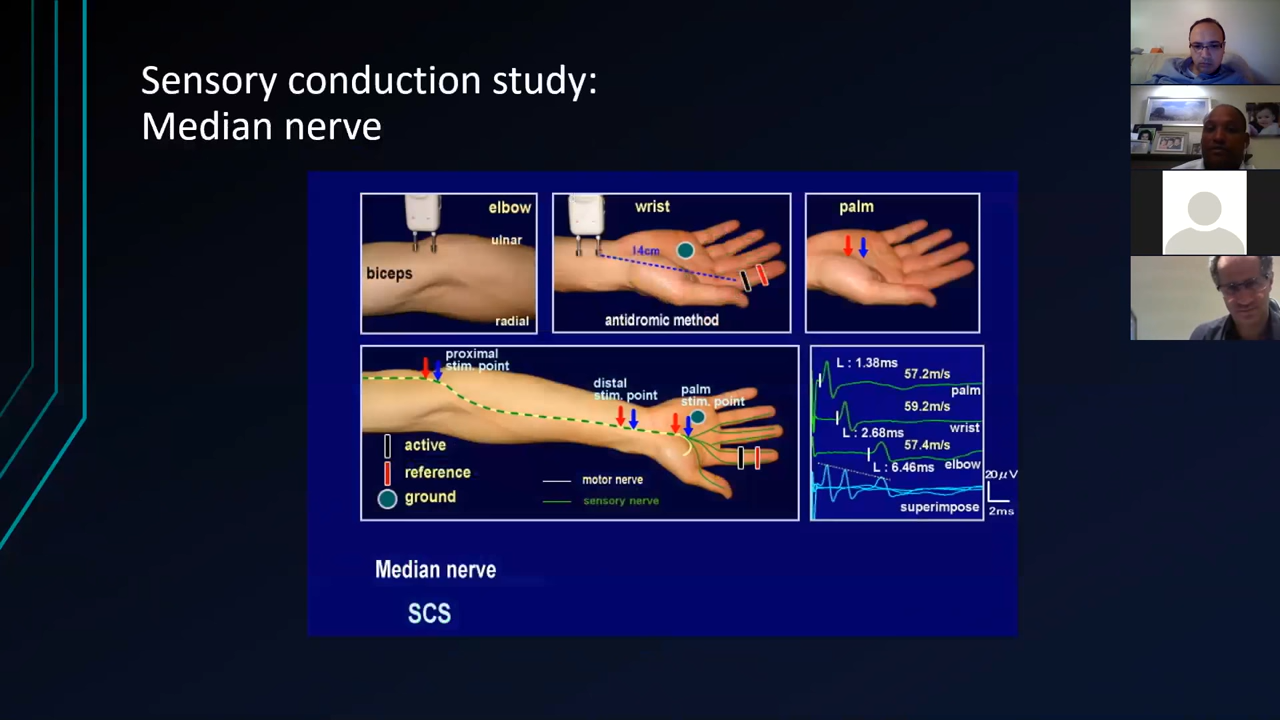 Sensory conduction study:
Median nerve
elbow
ulnar
biceps
radial
wrist
14cm
antidromic method
palm
proximal
stim. point
distal
stim. point
palm
stim. point
active
reference
ground
motor nerve
sensory nerve
L : 1.38ms
57.2m/s
palm
59.2m/s
wrist
L : 2.68ms
57.4m/s
elbow
L : 6.46ms
superimpose
20μV
2ms
Median nerve
SCS